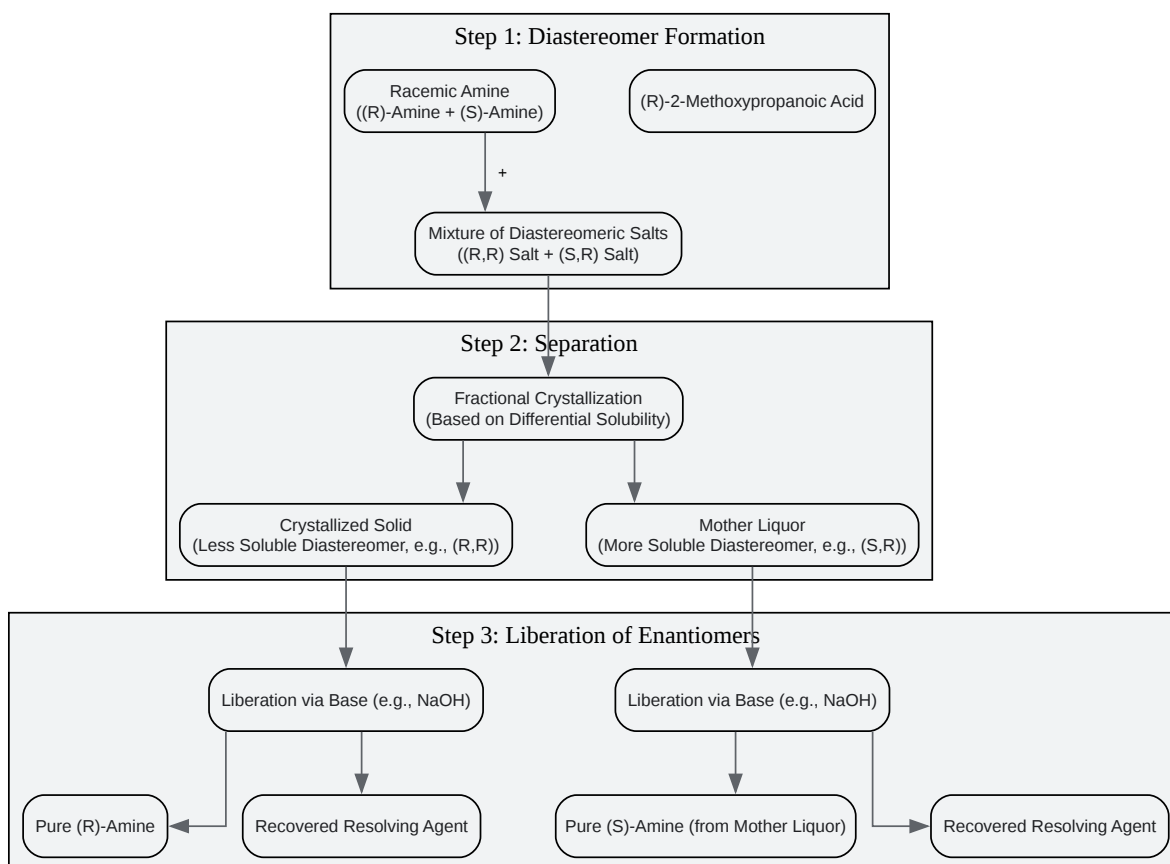 Step 1: Diastereomer Formation
Racemic Amine
((R)-Amine + (S)-Amine)
(R)-2-Methoxypropanoic Acid
+
Mixture of Diastereomeric Salts
((R,R) Salt + (S,R) Salt)
Step 2: Separation
Fractional Crystallization
(Based on Differential Solubility)
Crystallized Solid
(Less Soluble Diastereomer, e.g., (R,R))
Mother Liquor
(More Soluble Diastereomer, e.g., (S,R))
Step 3: Liberation of Enantiomers
Liberation via Base (e.g., NaOH)
Liberation via Base (e.g., NaOH)
Pure (R)-Amine
Recovered Resolving Agent
Pure (S)-Amine (from Mother Liquor)
Recovered Resolving Agent